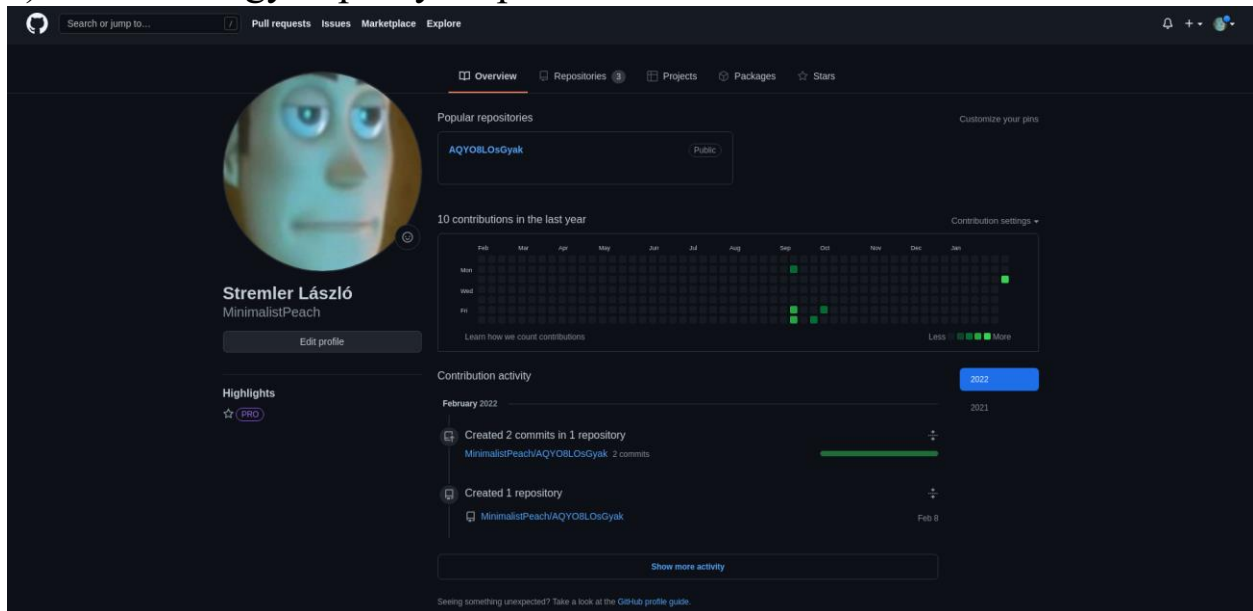 Search or jump to... /
Pull requests Issues Marketplace Explore
Overview Repositories 3 Projects Packages Stars
Popular repositories
Customize your pins
AQYO8LOsGyak Public
10 contributions in the last year
Contribution settings
Feb Mar Apr May Jun Jul Aug Sep Oct Nov Dec Jan
Mon
Wed
Fri
Learn how we count contributions
Less More
Stremler László
MinimalistPeach
Edit profile
Highlights
PRO
Contribution activity
2022
2021
February 2022
Created 2 commits in 1 repository
MinimalistPeach/AQYO8LOsGyak 2 commits
Created 1 repository
MinimalistPeach/AQYO8LOsGyak Feb 8
Show more activity
Seeing something unexpected? Take a look at the GitHub profile guide.